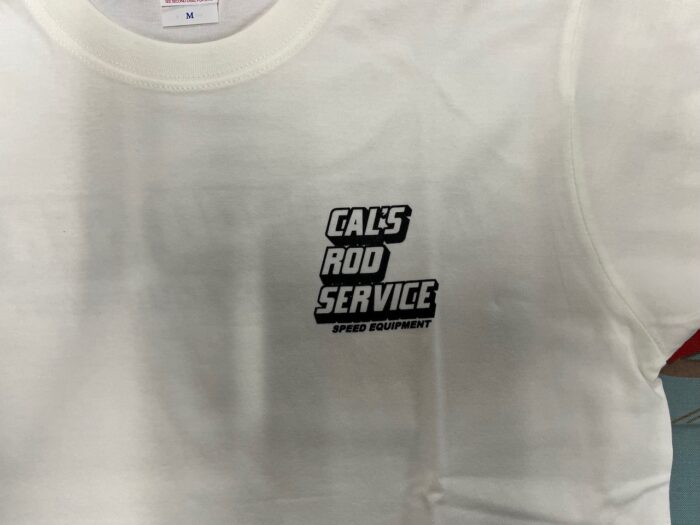 M
CAL'S
ROD
SERVICE
SPEED EQUIPMENT